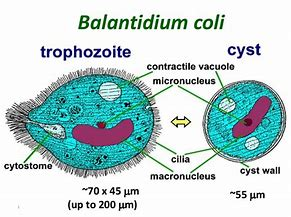 Balantidium coli
trophozoite
cyst
contractile vacuole
micronucleus
cytostome
cilia
macronucleus
cyst wall
~70 x 45 µm
(up to 200 µm)
~55 µm